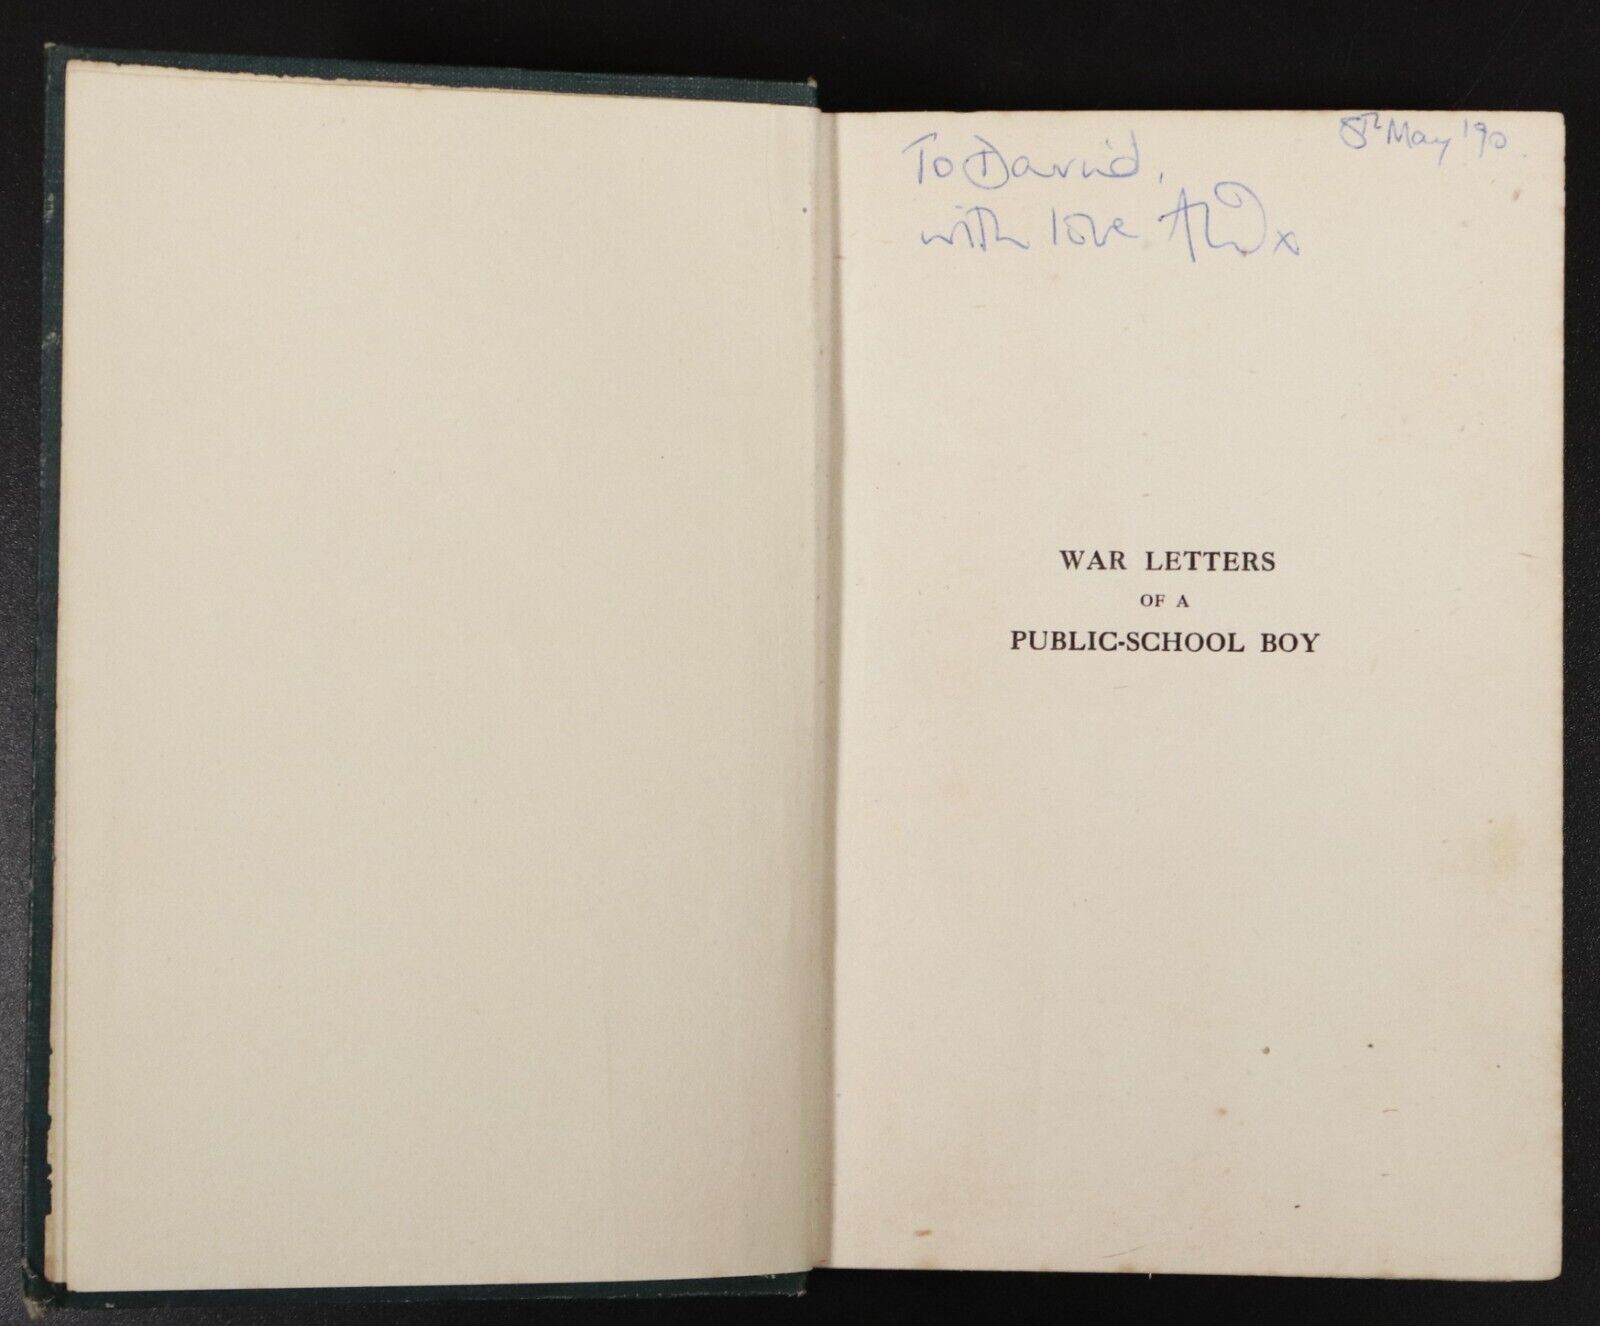 8th May '90.
To David,
with love x
WAR LETTERS
OF A
PUBLIC-SCHOOL BOY